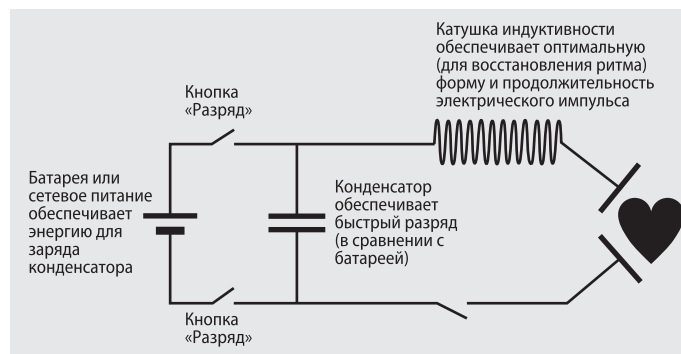 Катушка индуктивности
обеспечивает оптимальную
(для восстановления ритма)
форму и продолжительность
электрического импульса
Кнопка
«Разряд»
Батарея или
сетевое питание
обеспечивает
энергию для
заряда
конденсатора
Конденсатор
обеспечивает
быстрый разряд
(в сравнении с
батареей)
Кнопка
«Разряд»